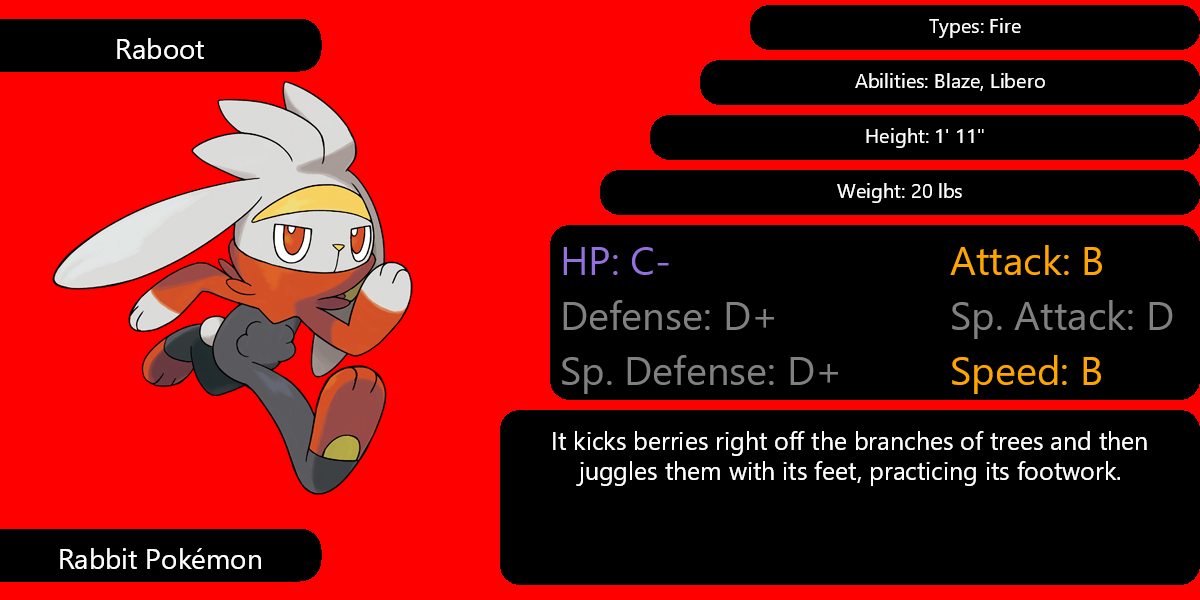 Raboot
Types: Fire
Abilities: Blaze, Libero
Height: 1' 11"
Weight: 20 lbs
HP: C-
Attack: B
Defense: D+
Sp. Attack: D
Sp. Defense: D+
Speed: B
It kicks berries right off the branches of trees and then
juggles them with its feet, practicing its footwork.
Rabbit Pokémon